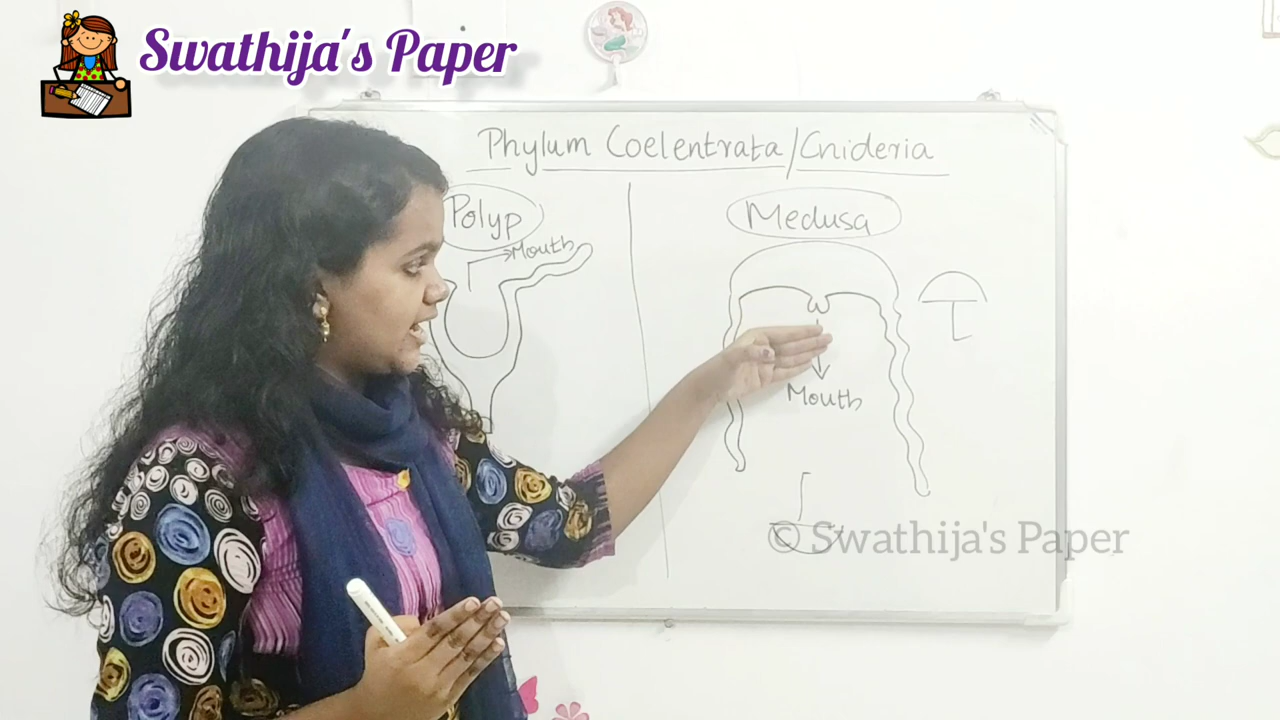 Swathija's Paper
Phylum Coelentrata/Cnideria
Polyp
Medusa
Mouth
Mouth
© Swathija's Paper